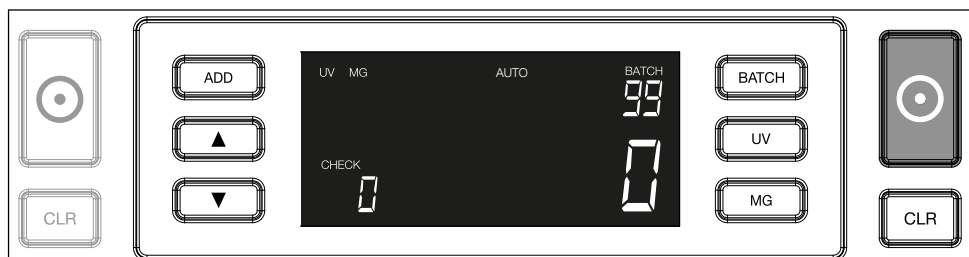 ADD
UV MG AUTO BATCH
99
BATCH
▲
UV
CHECK
0
0
▼
MG
CLR
CLR